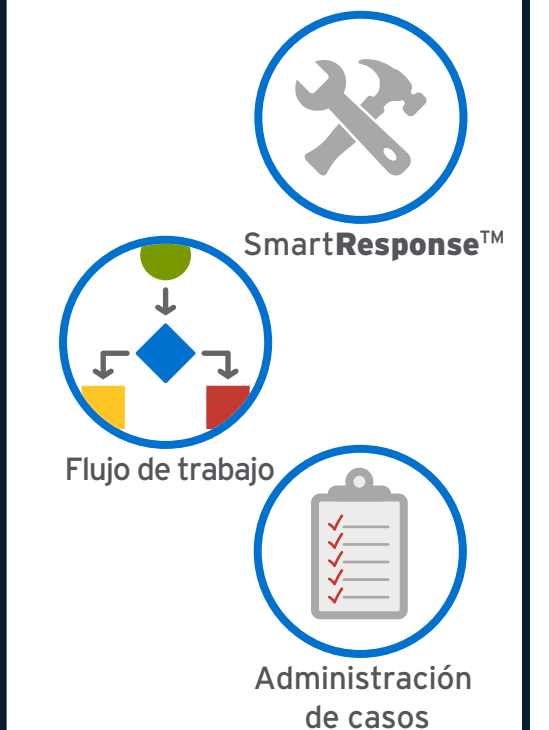 SmartResponse™
Flujo de trabajo
Administración
de casos